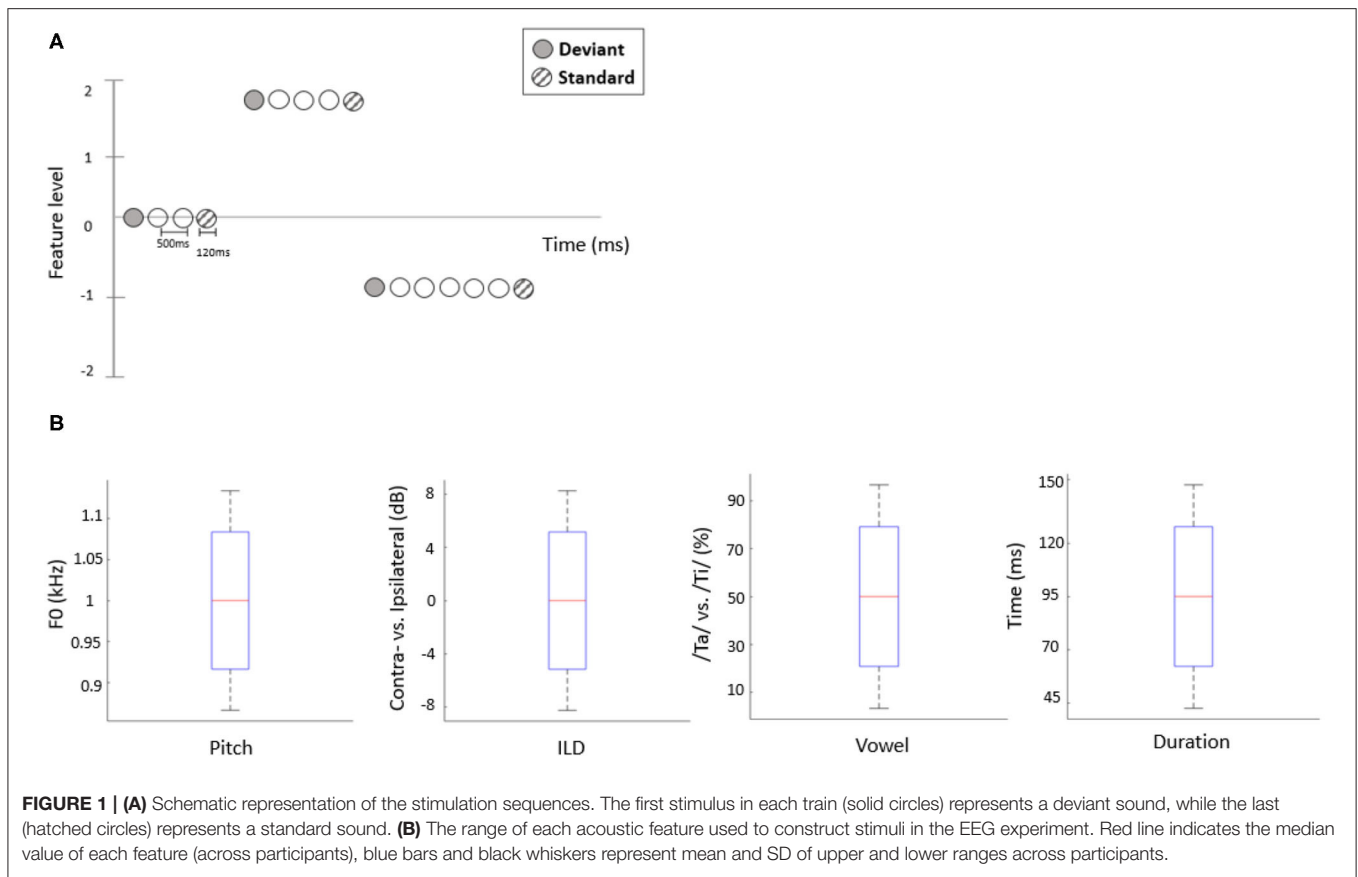 A
Deviant
Standard
2
1
0
-1
-2
Feature level
500ms
120ms
Time (ms)
B
F0 (kHz)
1.1
1.05
1
0.95
0.9
Pitch
Contra- vs. Ipsilateral (dB)
8
4
0
-4
-8
ILD
/Ta/ vs. /Ti/ (%)
90
70
50
30
10
Vowel
Time (ms)
150
120
95
70
45
Duration
FIGURE 1 | (A) Schematic representation of the stimulation sequences. The first stimulus in each train (solid circles) represents a deviant sound, while the last
(hatched circles) represents a standard sound. (B) The range of each acoustic feature used to construct stimuli in the EEG experiment. Red line indicates the median
value of each feature (across participants), blue bars and black whiskers represent mean and SD of upper and lower ranges across participants.